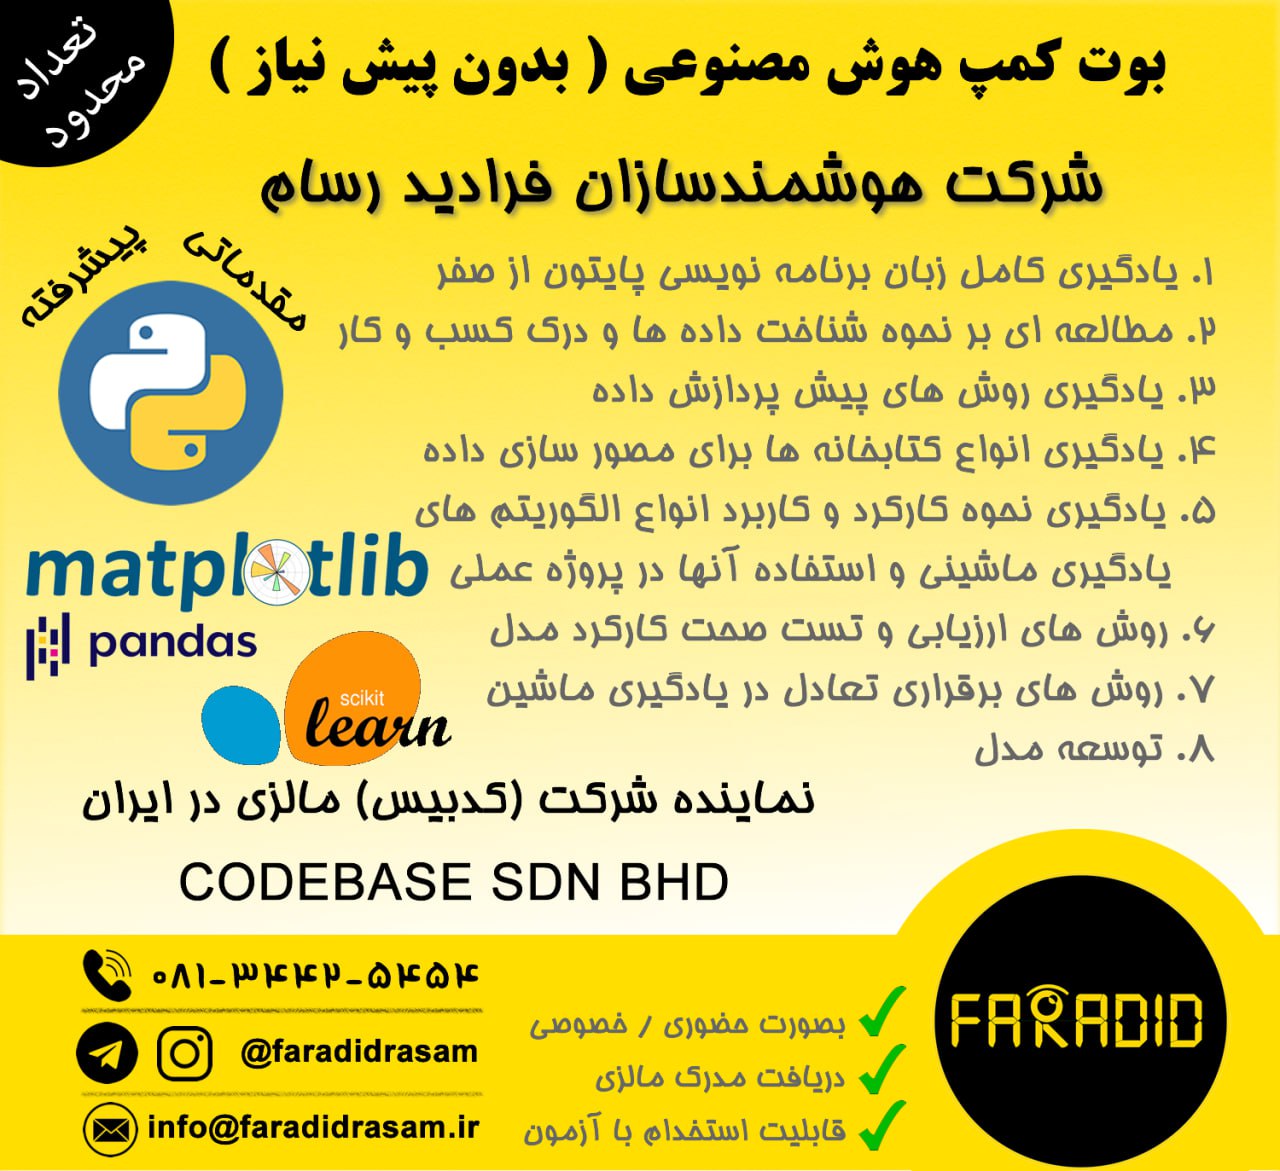 تعداد
محدود
بوت کمپ هوش مصنوعی ( بدون پیش نیاز )
شرکت هوشمندسازان فرادید رسام
مقدماتی
پیشرفته
۱. یادگیری کامل زبان برنامه نویسی پایتون از صفر
۲. مطالعه ای بر نحوه شناخت داده ها و درک کسب و کار
۳. یادگیری روش های پیش پردازش داده
۴. یادگیری انواع کتابخانه ها برای مصور سازی داده
۵. یادگیری نحوه کارکرد و کاربرد انواع الگوریتم های
یادگیری ماشینی و استفاده آنها در پروژه عملی
۶. روش های ارزیابی و تست صحت کارکرد مدل
۷. روش های برقراری تعادل در یادگیری ماشین
۸. توسعه مدل
matplotlib
pandas
scikit
learn
نماینده شرکت (کدبیس) مالزی در ایران
CODEBASE SDN BHD
۰۸۱-۳۴۴۲-۵۴۵۴
@faradidrasam
info@faradidrasam.ir
بصورت حضوری / خصوصی
دریافت مدرک مالزی
قابلیت استخدام با آزمون
FARADID